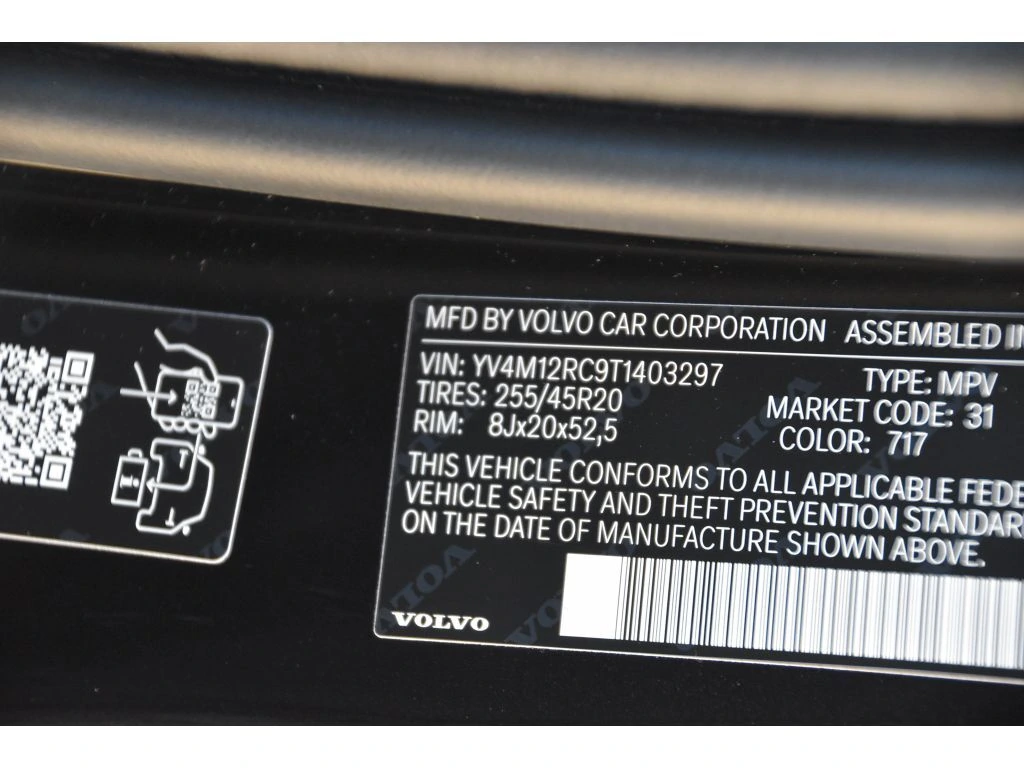 MFD BY VOLVO CAR CORPORATION ASSEMBLED IN
VIN: YV4M12RC9T1403297 TYPE: MPV
TIRES: 255/45R20 MARKET CODE: 31
RIM: 8Jx20x52,5 COLOR: 717
THIS VEHICLE CONFORMS TO ALL APPLICABLE FEDE
VEHICLE SAFETY AND THEFT PREVENTION STANDAR
ON THE DATE OF MANUFACTURE SHOWN ABOVE.
VOLVO